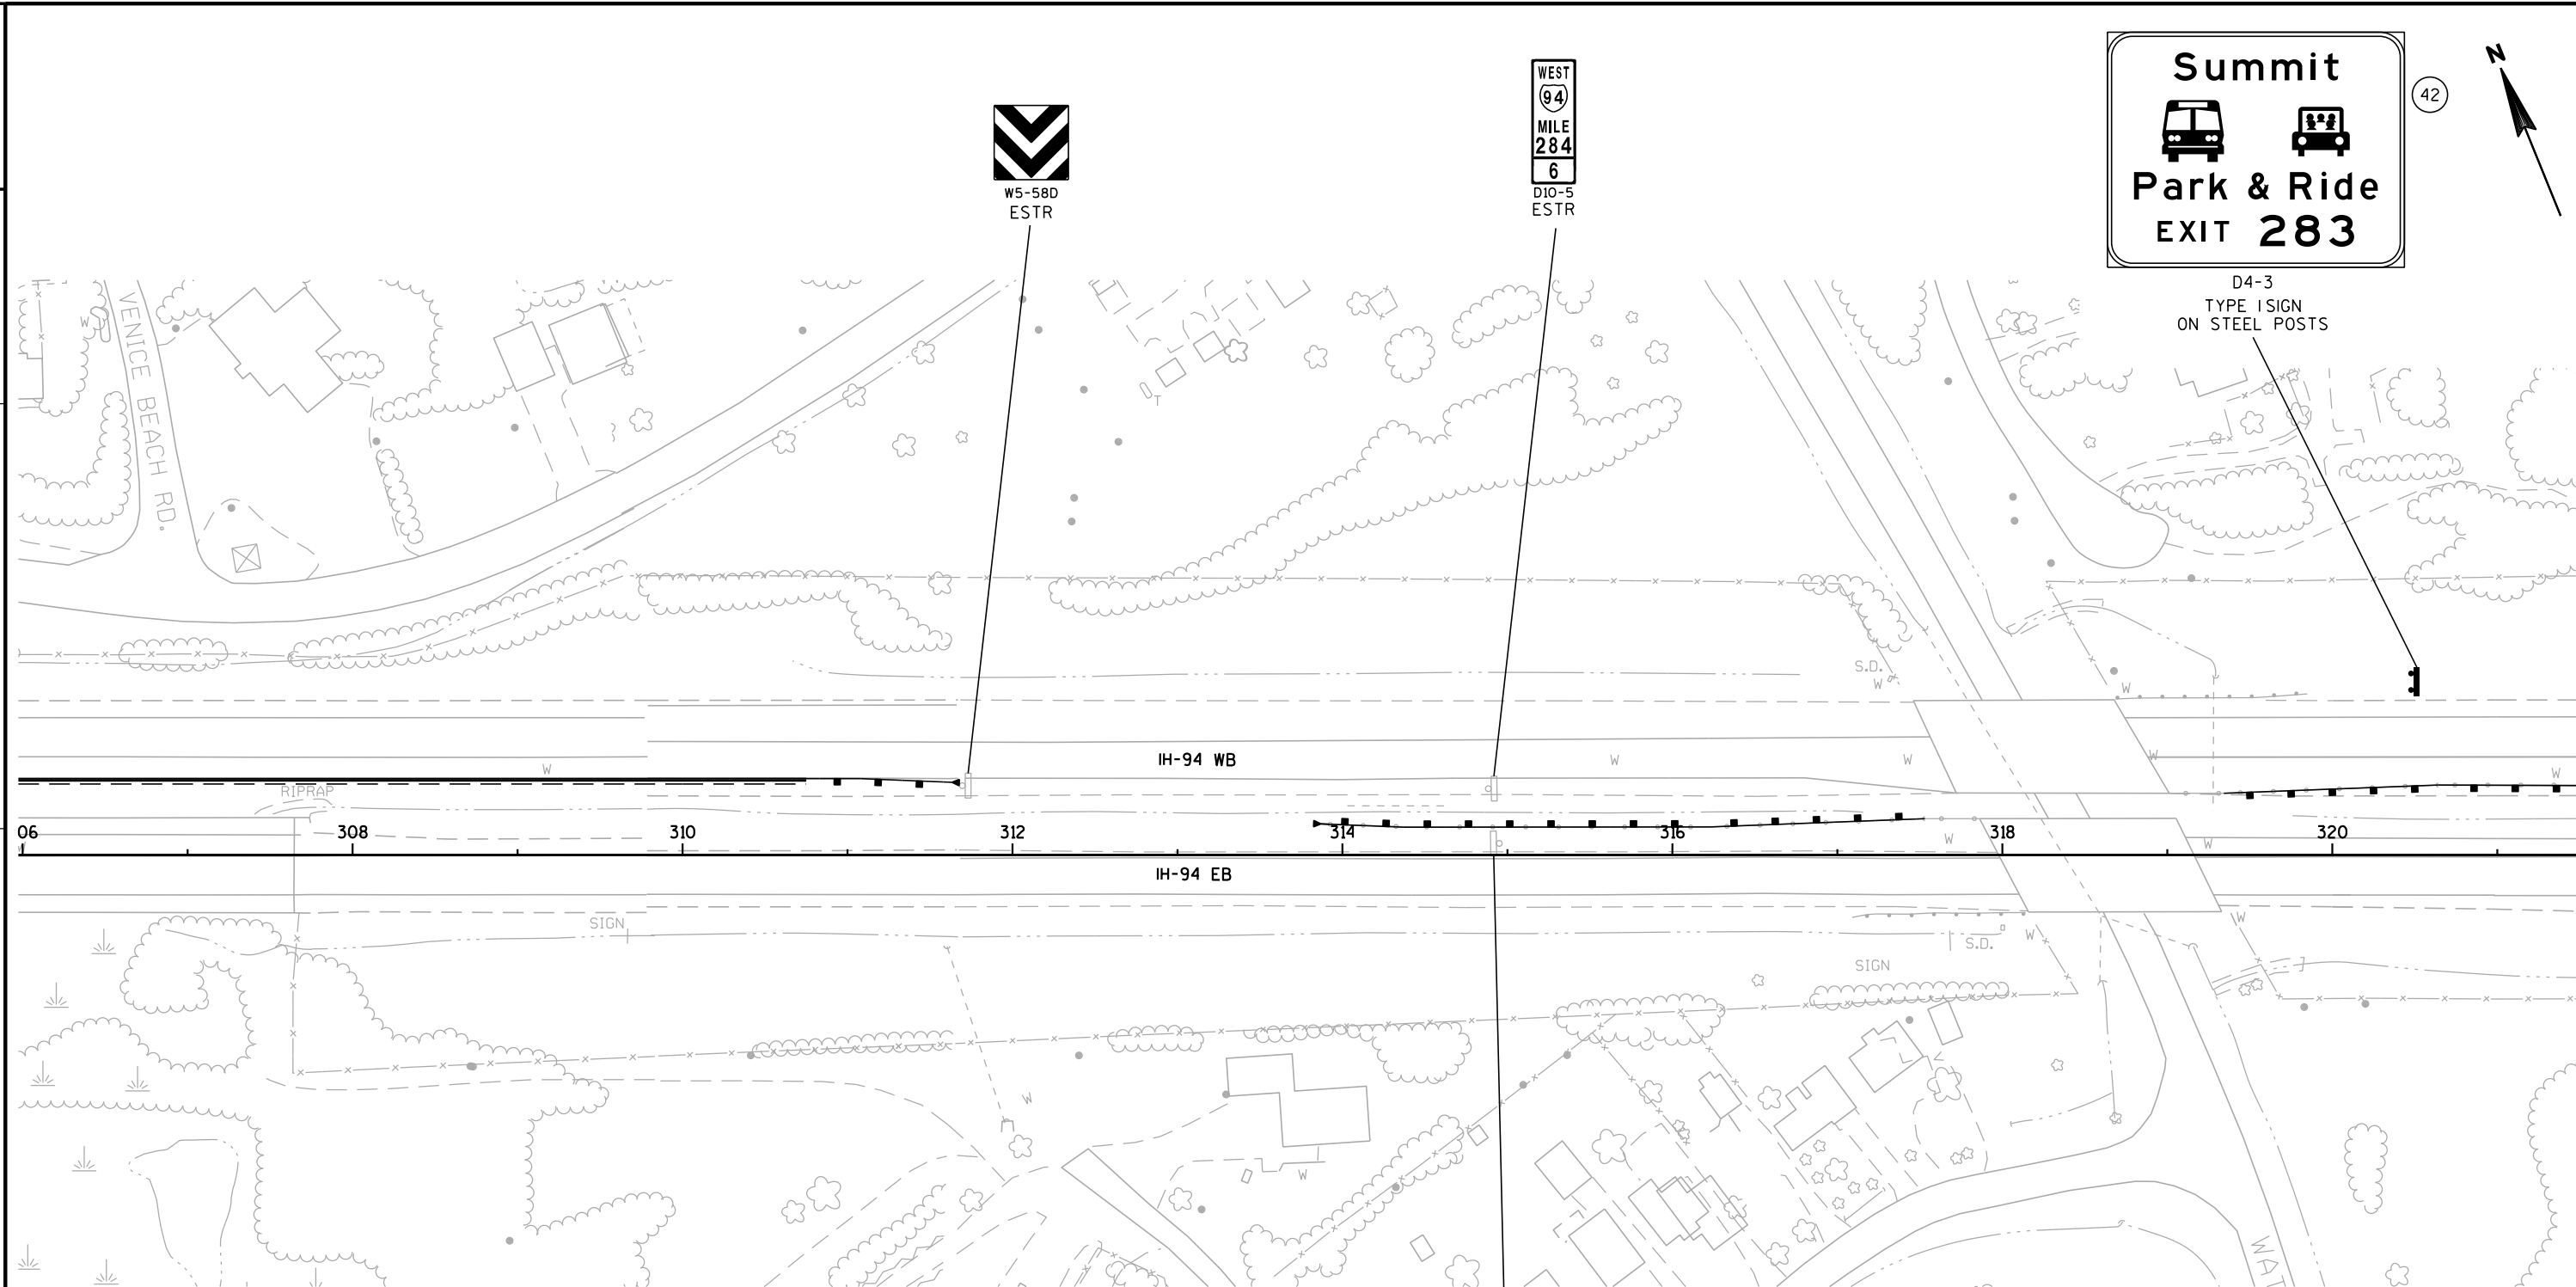 Summit
Park & Ride
EXIT 283
42
N
D4-3
TYPE I SIGN
ON STEEL POSTS
WEST
94
MILE
284
6
D10-5
ESTR
W5-58D
ESTR
VENICE BEACH RD.
W
T
S.D.
W
W
IH-94 WB
W
W
W
W
W
RIPRAP
06
308
310
312
314
316
318
320
W
W
IH-94 EB
SIGN
W
W
S.D.
SIGN
W
W